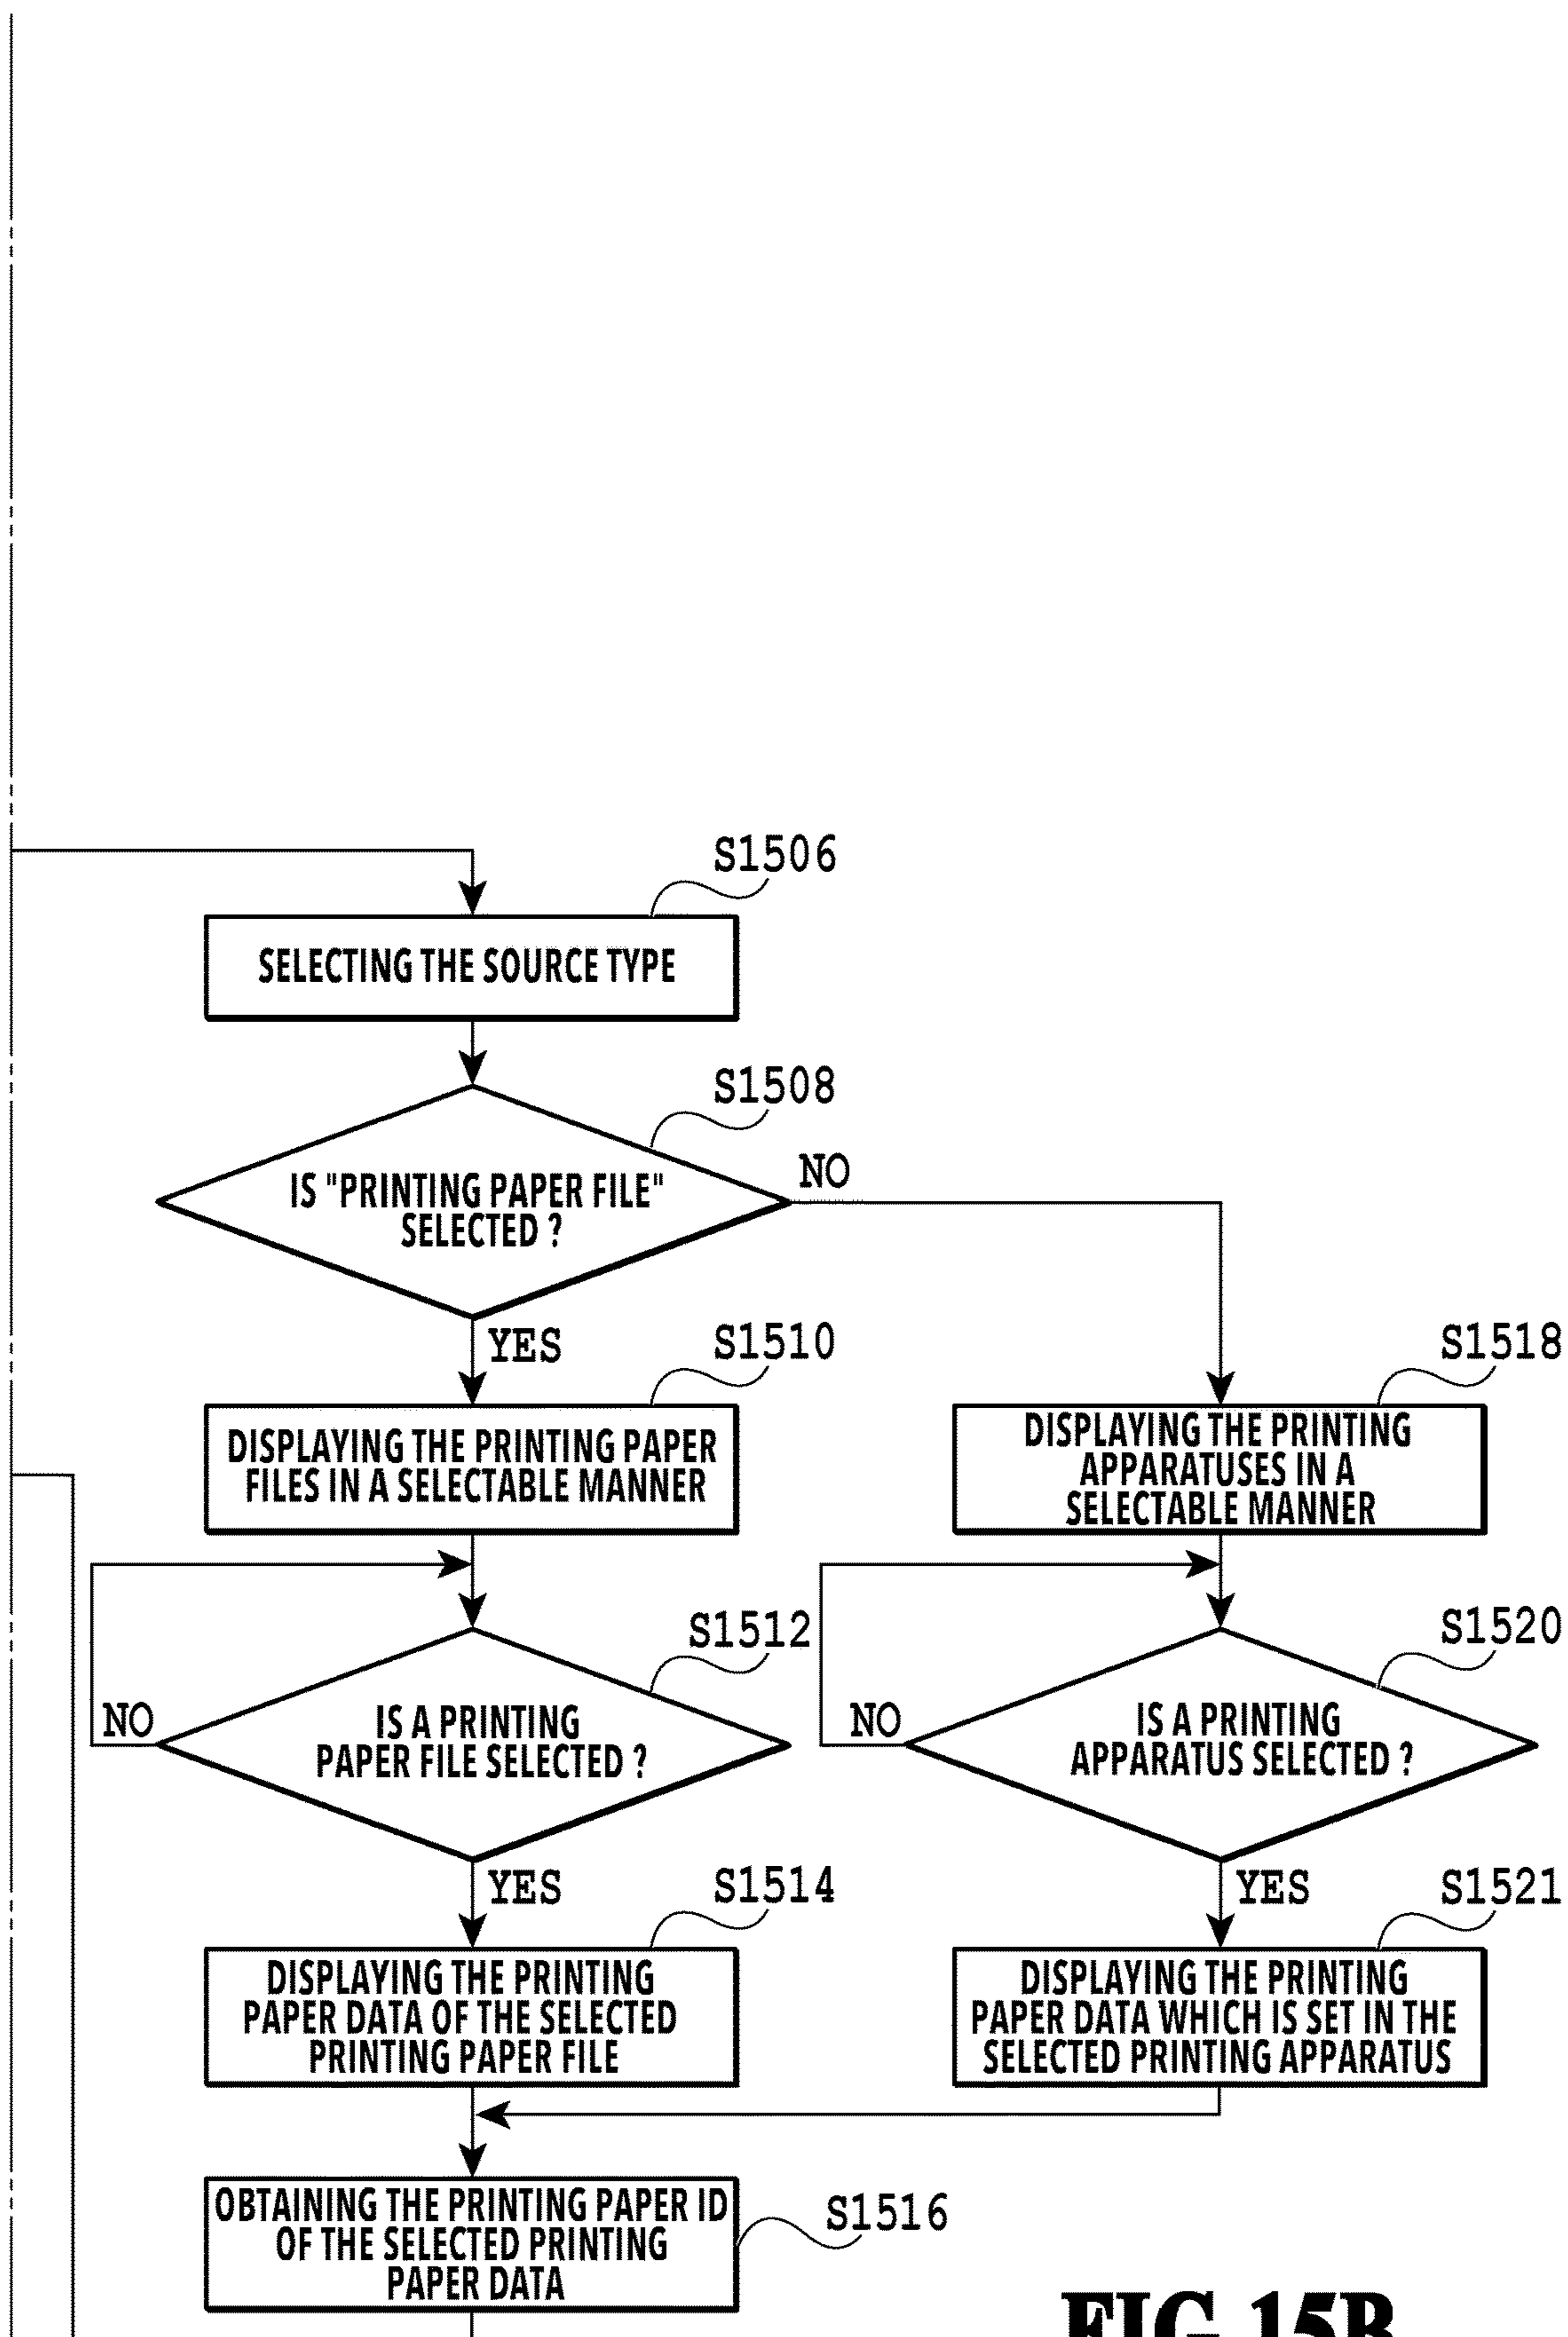 S1506
SELECTING THE SOURCE TYPE
S1508
IS "PRINTING PAPER FILE"
SELECTED ?
NO
YES
S1510
DISPLAYING THE PRINTING PAPER
FILES IN A SELECTABLE MANNER
S1518
DISPLAYING THE PRINTING
APPARATUSES IN A
SELECTABLE MANNER
S1512
IS A PRINTING
PAPER FILE SELECTED ?
NO
YES
S1520
IS A PRINTING
APPARATUS SELECTED ?
NO
YES
S1514
DISPLAYING THE PRINTING
PAPER DATA OF THE SELECTED
PRINTING PAPER FILE
S1521
DISPLAYING THE PRINTING
PAPER DATA WHICH IS SET IN THE
SELECTED PRINTING APPARATUS
S1516
OBTAINING THE PRINTING PAPER ID
OF THE SELECTED PRINTING
PAPER DATA
FIG.15B